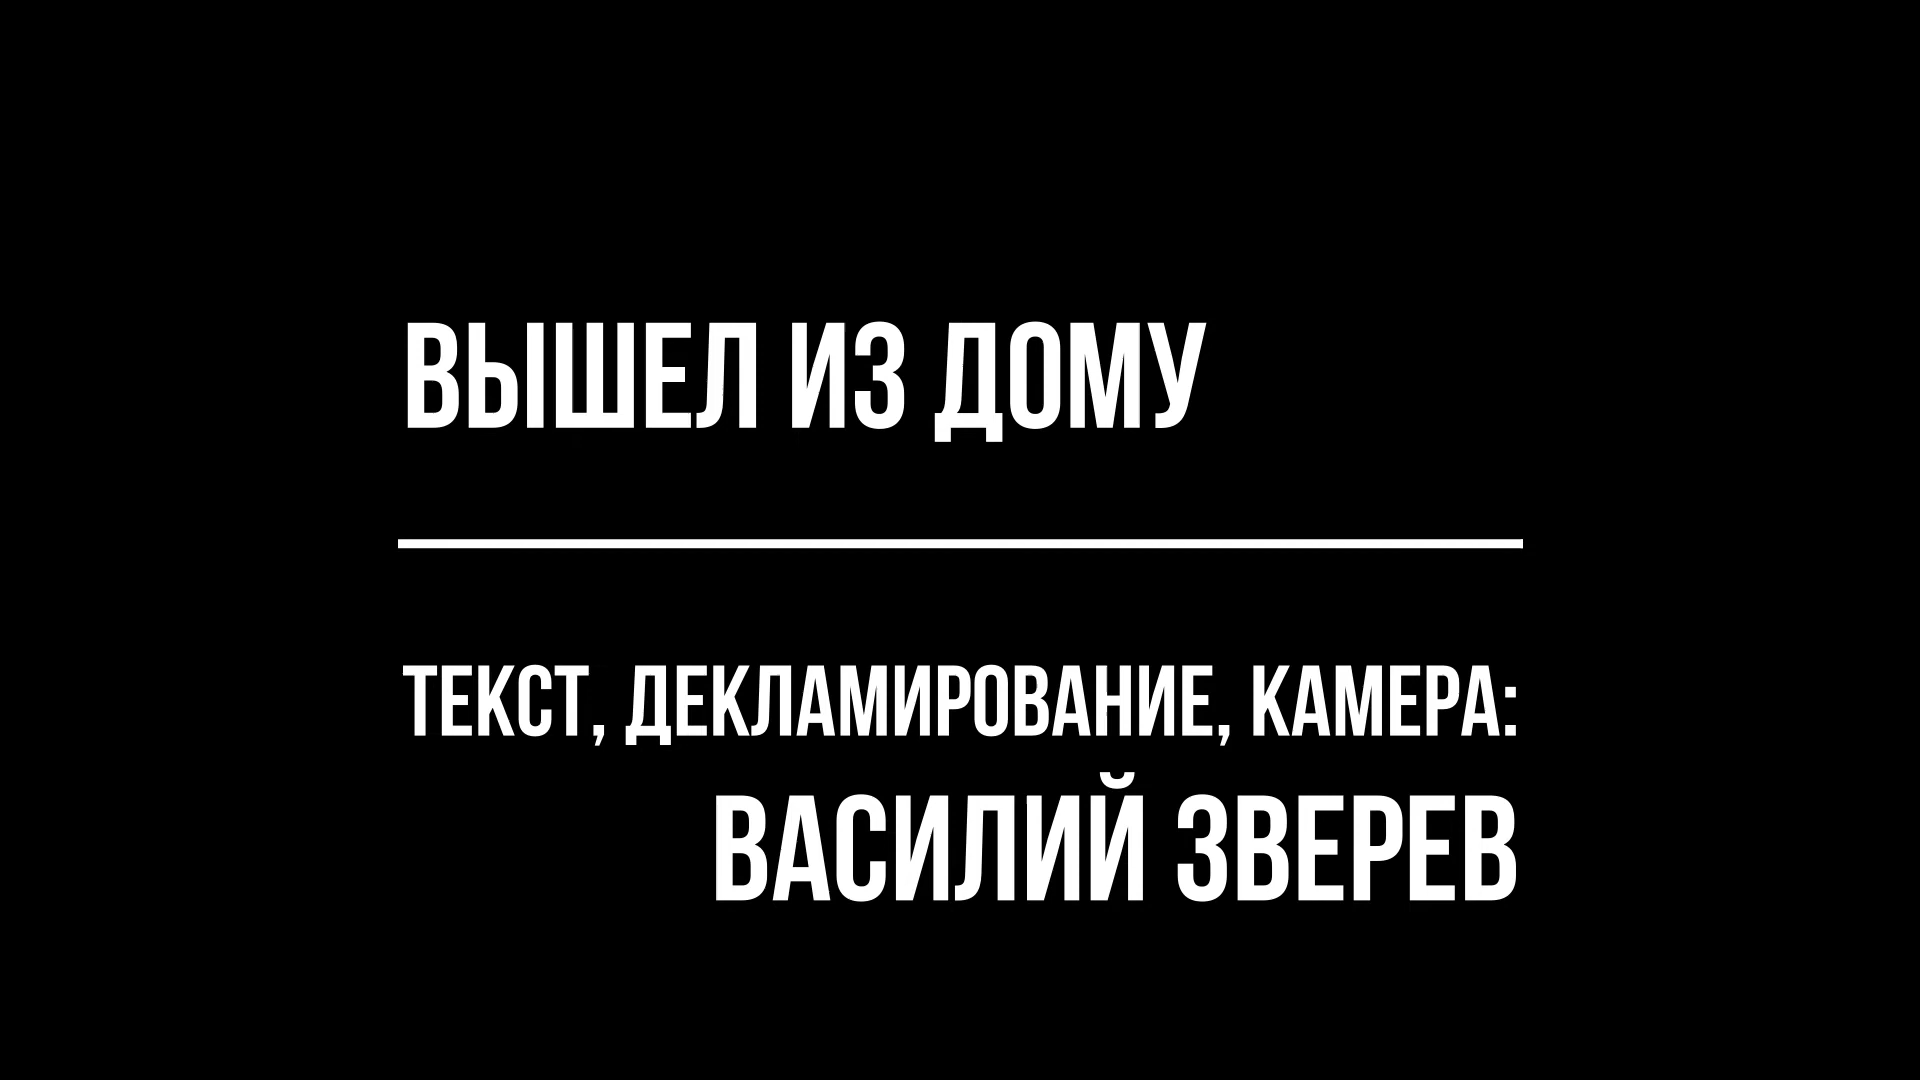 ВЫШЕЛ ИЗ ДОМУ
ТЕКСТ, ДЕКЛАМИРОВАНИЕ, КАМЕРА:
ВАСИЛИЙ ЗВЕРЕВ